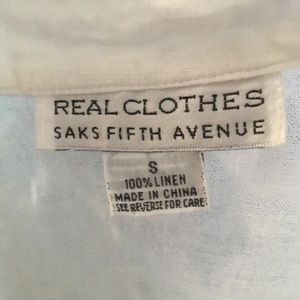 REAL CLOTHES
SAKS FIFTH AVENUE
S
100% LINEN
MADE IN CHINA
SEE REVERSE FOR CARE